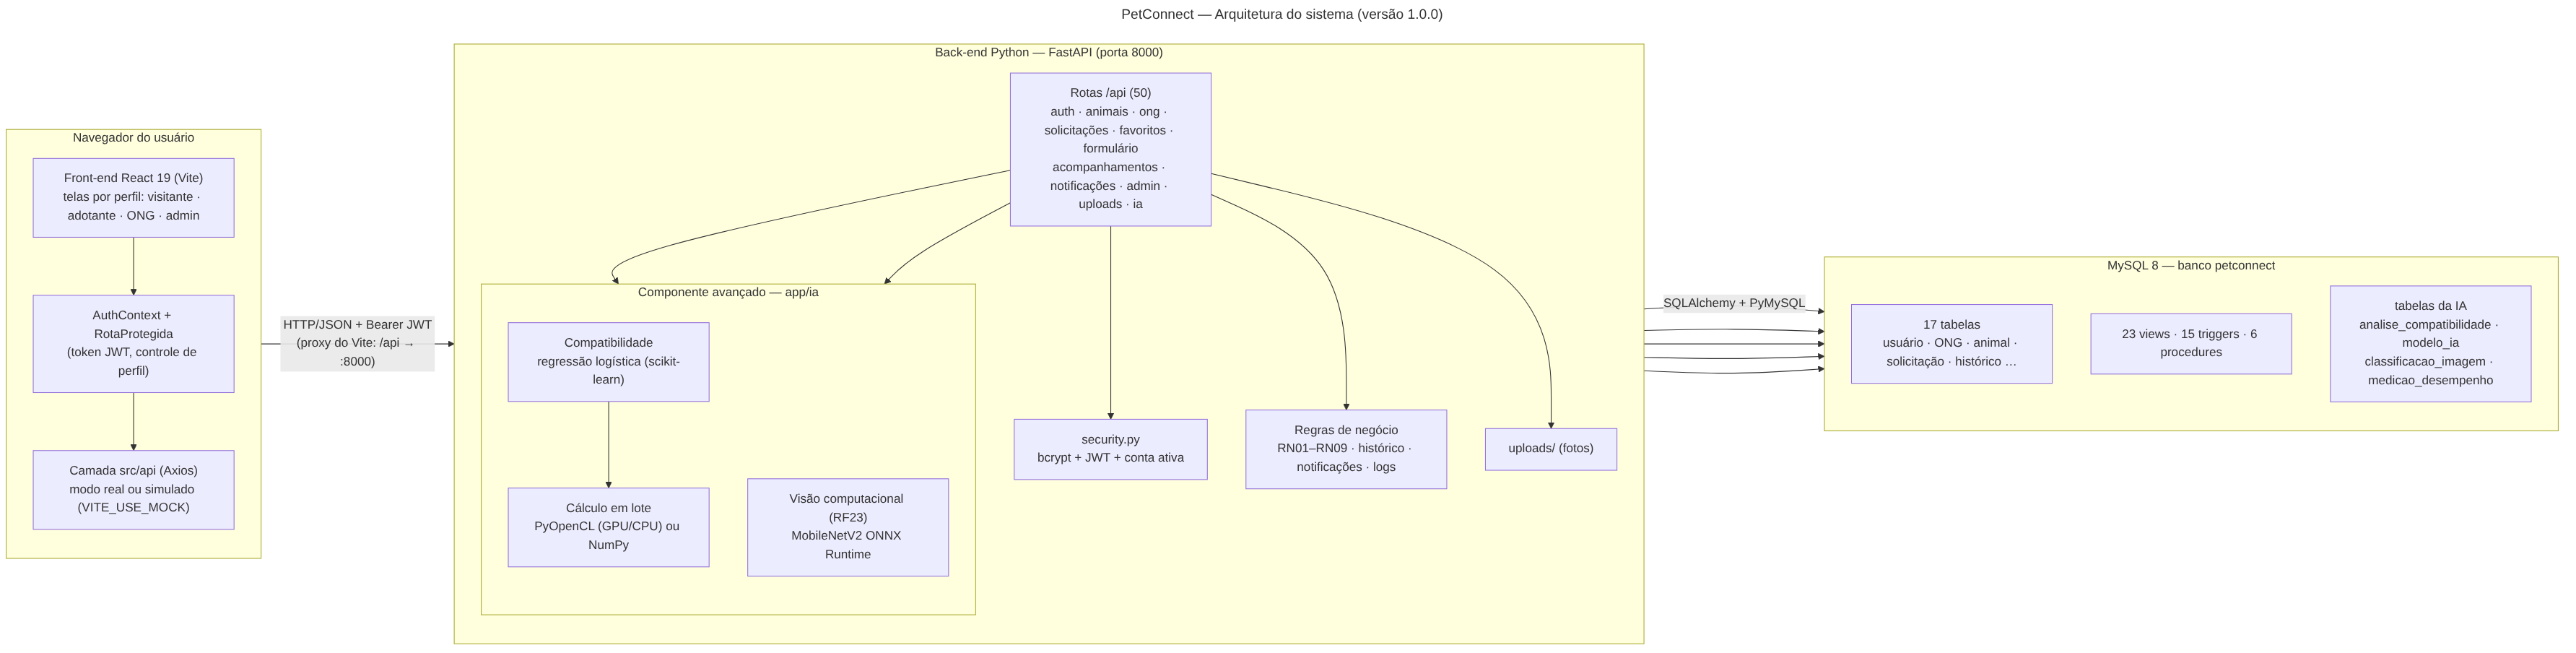 PetConnect — Arquitetura do sistema (versão 1.0.0)
Navegador do usuário
Front-end React 19 (Vite)
telas por perfil: visitante ·
adotante · ONG · admin
AuthContext +
RotaProtegida
(token JWT, controle de
perfil)
Camada src/api (Axios)
modo real ou simulado
(VITE_USE_MOCK)
HTTP/JSON + Bearer JWT
(proxy do Vite: /api →
:8000)
Back-end Python — FastAPI (porta 8000)
Rotas /api (50)
auth · animais · ong ·
solicitações · favoritos ·
formulário
acompanhamentos ·
notificações · admin ·
uploads · ia
Componente avançado — app/ia
Compatibilidade
regressão logística (scikit-
learn)
Cálculo em lote
PyOpenCL (GPU/CPU) ou
NumPy
Visão computacional
(RF23)
MobileNetV2 ONNX
Runtime
security.py
bcrypt + JWT + conta ativa
Regras de negócio
RN01–RN09 · histórico ·
notificações · logs
uploads/ (fotos)
SQLAlchemy + PyMySQL
MySQL 8 — banco petconnect
17 tabelas
usuário · ONG · animal ·
solicitação · histórico …
23 views · 15 triggers · 6
procedures
tabelas da IA
analise_compatibilidade ·
modelo_ia
classificacao_imagem ·
medicao_desempenho